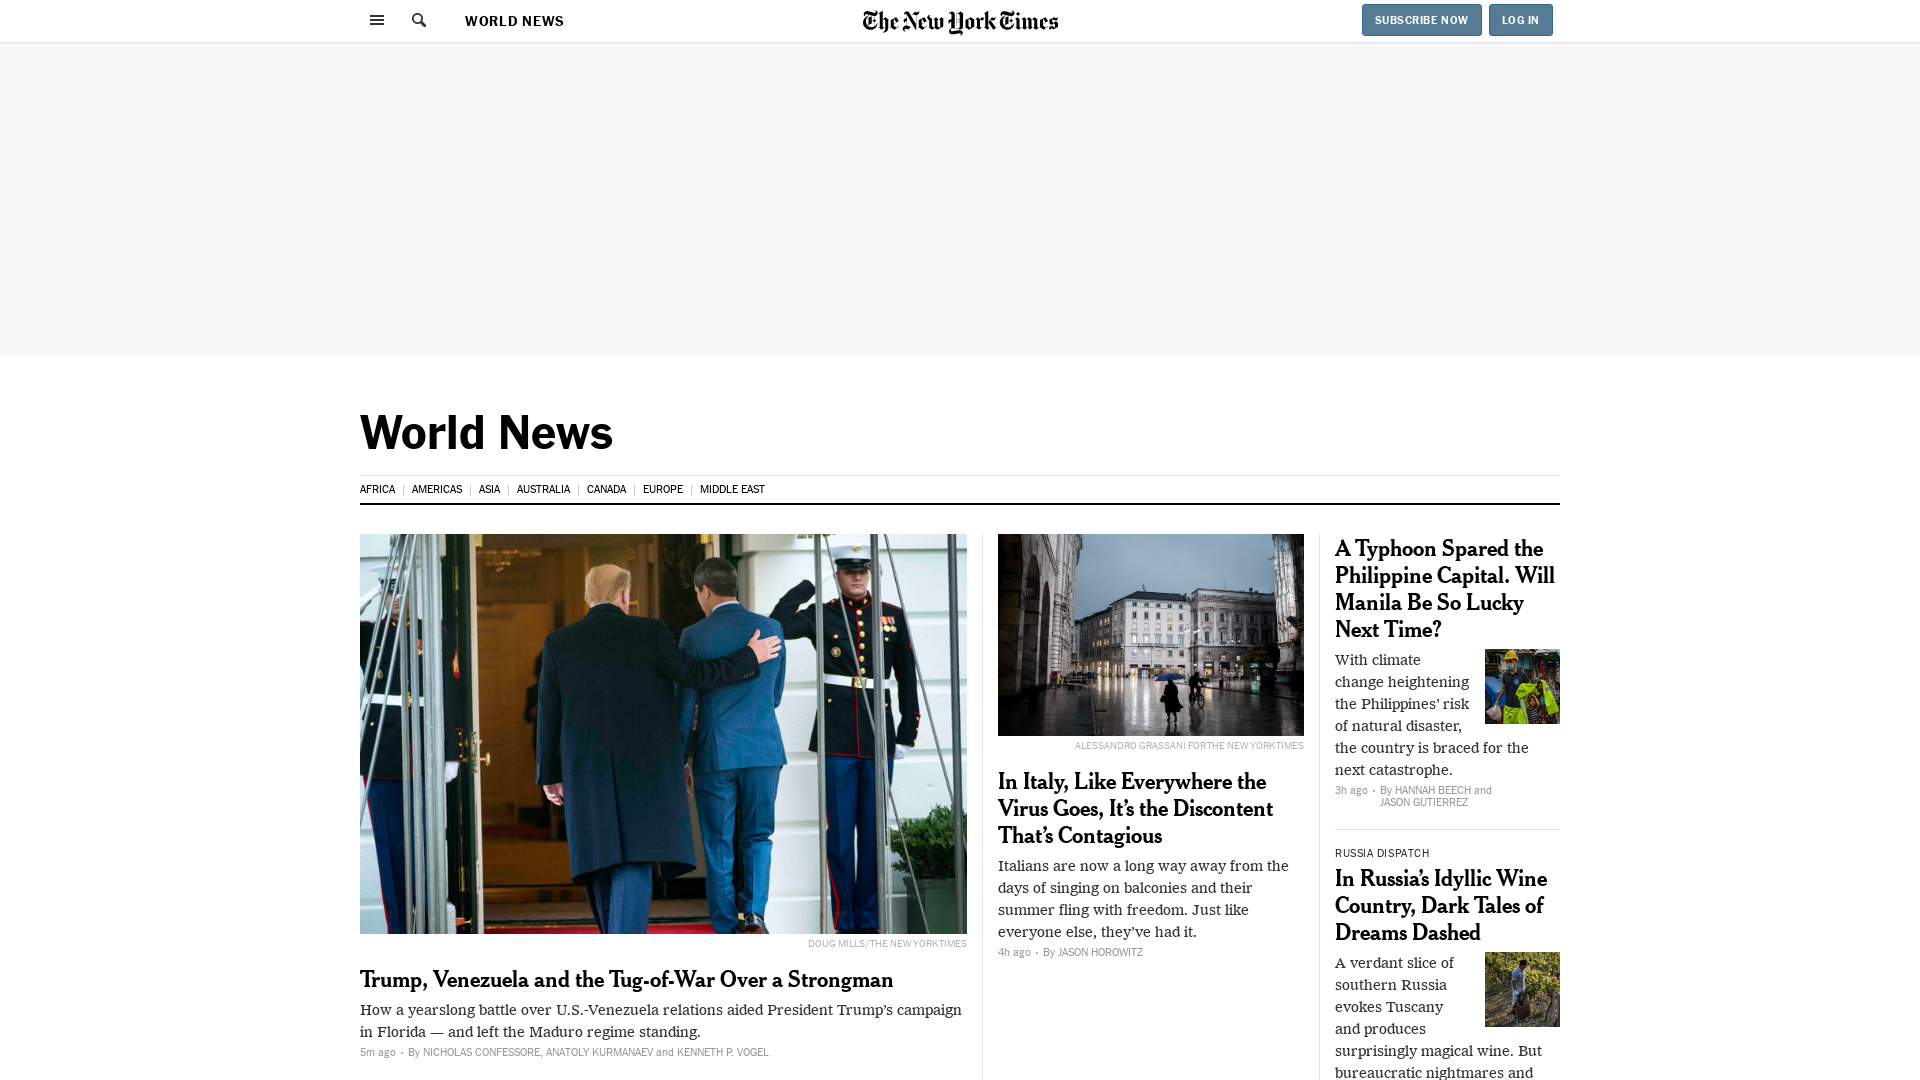 WORLD NEWS
The New York Times
SUBSCRIBE NOW
LOG IN
World News
AFRICA
AMERICAS
ASIA
AUSTRALIA
CANADA
EUROPE
MIDDLE EAST
DOUG MILLS/THE NEW YORK TIMES
Trump, Venezuela and the Tug-of-War Over a Strongman
How a yearslong battle over U.S.-Venezuela relations aided President Trump’s campaign
in Florida — and left the Maduro regime standing.
5m ago • By NICHOLAS CONFESSORE, ANATOLY KURMANAEV and KENNETH P. VOGEL
ALESSANDRO GRASSANI FOR THE NEW YORK TIMES
In Italy, Like Everywhere the
Virus Goes, It’s the Discontent
That’s Contagious
Italians are now a long way away from the
days of singing on balconies and their
summer fling with freedom. Just like
everyone else, they’ve had it.
4h ago • By JASON HOROWITZ
A Typhoon Spared the
Philippine Capital. Will
Manila Be So Lucky
Next Time?
With climate
change heightening
the Philippines’ risk
of natural disaster,
the country is braced for the
next catastrophe.
3h ago • By HANNAH BEECH and
JASON GUTIERREZ
RUSSIA DISPATCH
In Russia’s Idyllic Wine
Country, Dark Tales of
Dreams Dashed
A verdant slice of
southern Russia
evokes Tuscany
and produces
surprisingly magical wine. But
bureaucratic nightmares and